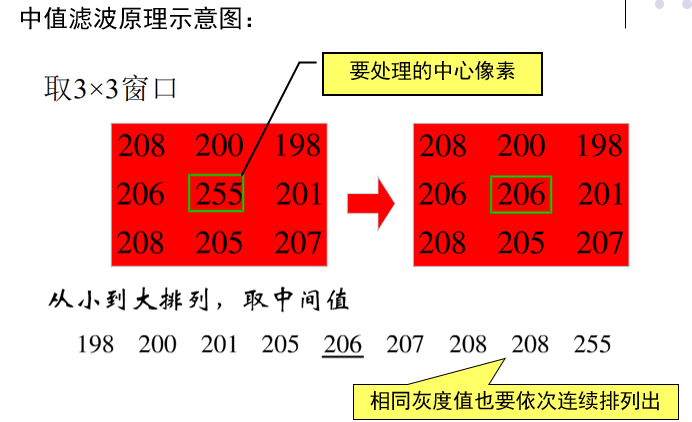 中值滤波原理示意图：
要处理的中心像素
取3×3窗口
208 200 198
206 255 201
208 205 207
208 200 198
206 206 201
208 205 207
从小到大排列，取中间值
198 200 201 205 206 207 208 208 255
相同灰度值也要依次连续排列出